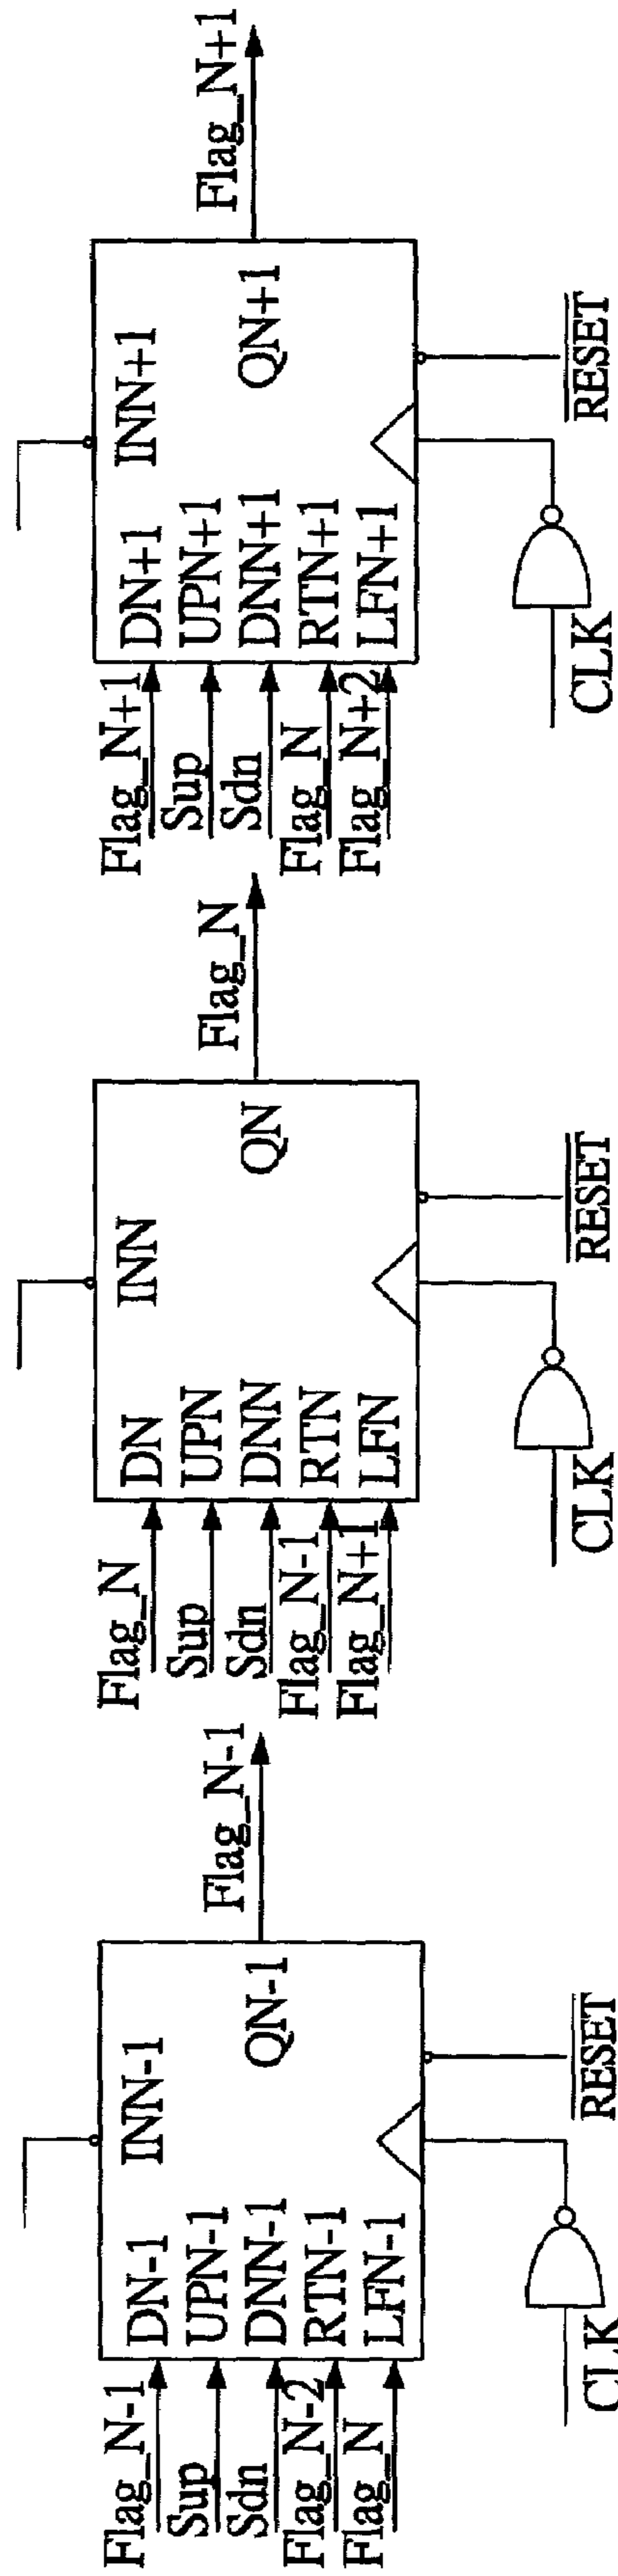 Flag_N-1
Sup
Sdn
Flag_N-2
Flag_N
DN-1
UPN-1
DNN-1
RTN-1
LFN-1
INN-1
QN-1
Flag_N-1
CLK
RESET
Flag_N
Sup
Sdn
Flag_N-1
Flag_N+1
DN
UPN
DNN
RTN
LFN
INN
QN
Flag_N
CLK
RESET
Flag_N+1
Sup
Sdn
Flag_N
Flag_N+2
DN+1
UPN+1
DNN+1
RTN+1
LFN+1
INN+1
QN+1
Flag_N+1
CLK
RESET